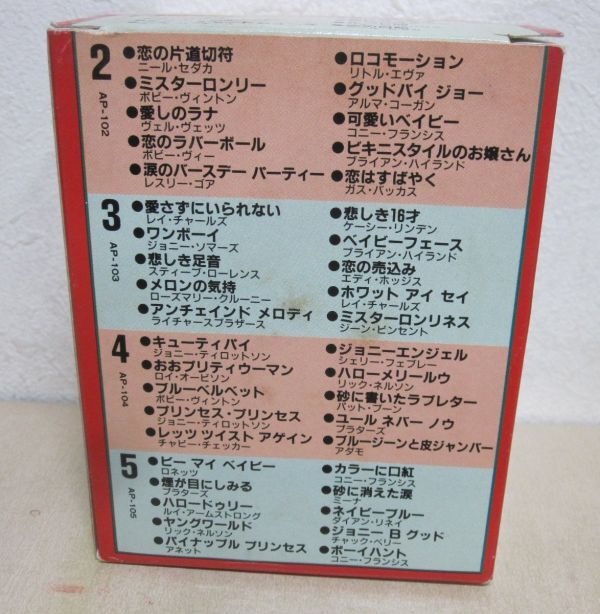 2
AP-102
●恋の片道切符
ニール・セダカ
●ミスターロンリー
ボビー・ヴィントン
●愛しのラナ
ヴェル・ヴェッツ
●恋のラバーボール
ボビー・ヴィー
●涙のバースデー パーティー
レスリー・ゴア
●ロコモーション
リトル・エヴァ
●グッドバイ ジョー
アルマ・コーガン
●可愛いベイビー
コニー・フランシス
●ビキニスタイルのお嬢さん
ブライアン・ハイランド
●恋はすばやく
ガス・バッカス
3
AP-103
●愛さずにいられない
レイ・チャールズ
●ワンボーイ
ジョニー・ソマーズ
●悲しき足音
スティーブ・ローレンス
●メロンの気持
ローズマリー・クルーニー
●アンチェインド メロディ
ライチャースブラザース
●悲しき16才
ケーシー・リンデン
●ベイビーフェース
ブライアン・ハイランド
●恋の売込み
エディ・ホッジス
●ホワット アイ セイ
レイ・チャールズ
●ミスターロンリネス
ジーン・ピンセント
4
AP-104
●キューティパイ
ジョニー・ティロットソン
●おおプリティウーマン
ロイ・オービソン
●ブルーベルベット
ボビー・ヴィントン
●プリンセス・プリンセス
ジョニー・ティロットソン
●レッツ ツイスト アゲイン
チャビー・チェッカー
●ジョニーエンジェル
シェリー・フェブレー
●ハローメリールウ
リック・ネルソン
●砂に書いたラブレター
パット・ブーン
●ユール ネバー ノウ
プラターズ
●ブルージーンと皮ジャンパー
アダモ
5
AP-105
●ビー マイ ベイビー
ロネッツ
●煙が目にしみる
プラターズ
●ハロードゥリー
ルイ・アームストロング
●ヤングワールド
リック・ネルソン
●パイナップル プリンセス
アネット
●カラーに口紅
コニー・フランシス
●砂に消えた涙
ミーナ
●ネイビーブルー
ダイアン・リネイ
●ジョニー B グッド
チャック・ベリー
●ボーイハント
コニー・フランシス